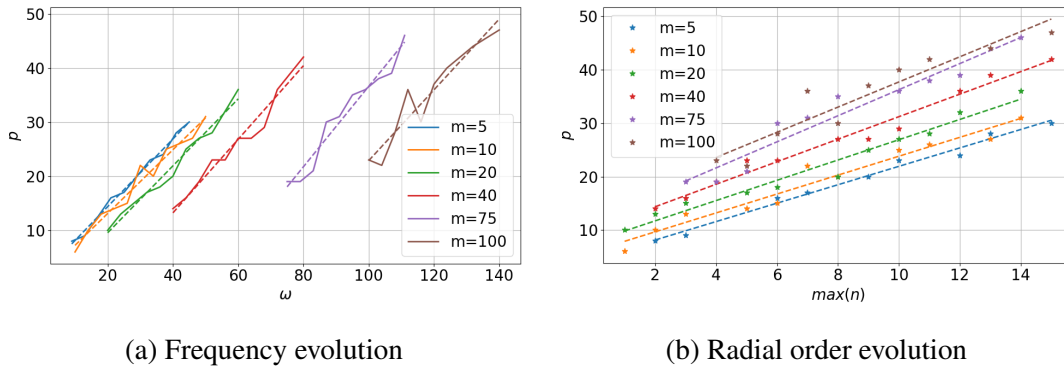 50
40
30
20
10
p
20
40
60
80
100
120
140
ω
m=5
m=10
m=20
m=40
m=75
m=100
(a) Frequency evolution
50
40
30
20
10
p
2
4
6
8
10
12
14
max(n)
m=5
m=10
m=20
m=40
m=75
m=100
(b) Radial order evolution